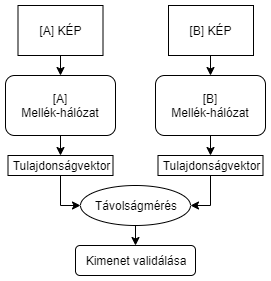 [A] KÉP
[B] KÉP
[A]
Mellék-hálózat
[B]
Mellék-hálózat
Tulajdonságvektor
Tulajdonságvektor
Távolságmérés
Kimenet validálása